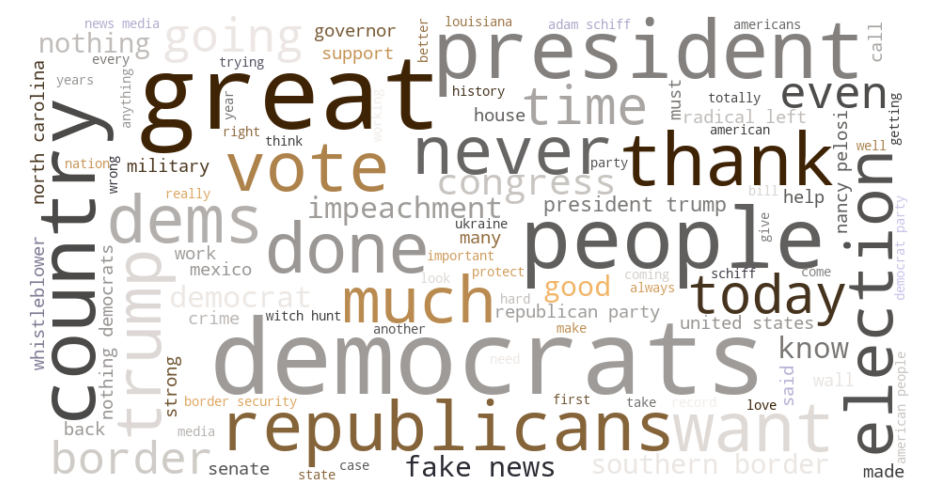 news media
louisiana
adam schiff
americans
nothing
going
governor
president
call
every
trying
support
better
years
anything
great
history
time
even
house
must
totally
radical left
north carolina
country
year
right
think
working
american
getting
nation
wrong
military
vote
never
party
thank
nancy pelosi
well
really
congress
bill
help
dems
impeachment
president trump
election
democrat party
ukraine
give
done
many
people
work
mexico
important
look
protect
coming
always
schiff
come
whistleblower
nothing democrats
trump
democrat
much
good
today
hard
crime
witch hunt
republican party
united states
another
make
democrats
know
need
strong
wall
said
border security
first
take
record
love
american people
back
media
republicans
want
border
senate
state
case
fake news
southern border
made